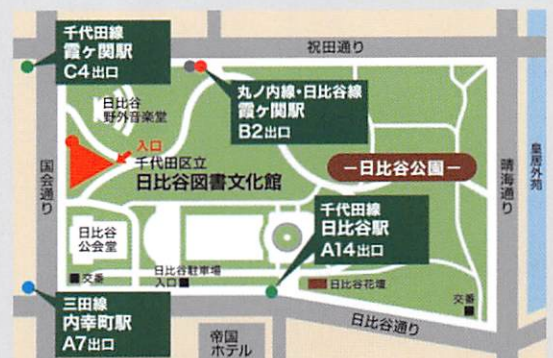 千代田線
霞ヶ関駅
C4出口
祝田通り
丸ノ内線・日比谷線
霞ヶ関駅
B2出口
日比谷
野外音楽堂
入口
千代田区立
日比谷図書文化館
日比谷公園
国会通り
晴海通り
皇居外苑
千代田線
日比谷駅
A14出口
日比谷
公会堂
交番
日比谷駐車場
入口
日比谷花壇
交番
三田線
内幸町駅
A7出口
日比谷通り
帝国
ホテル